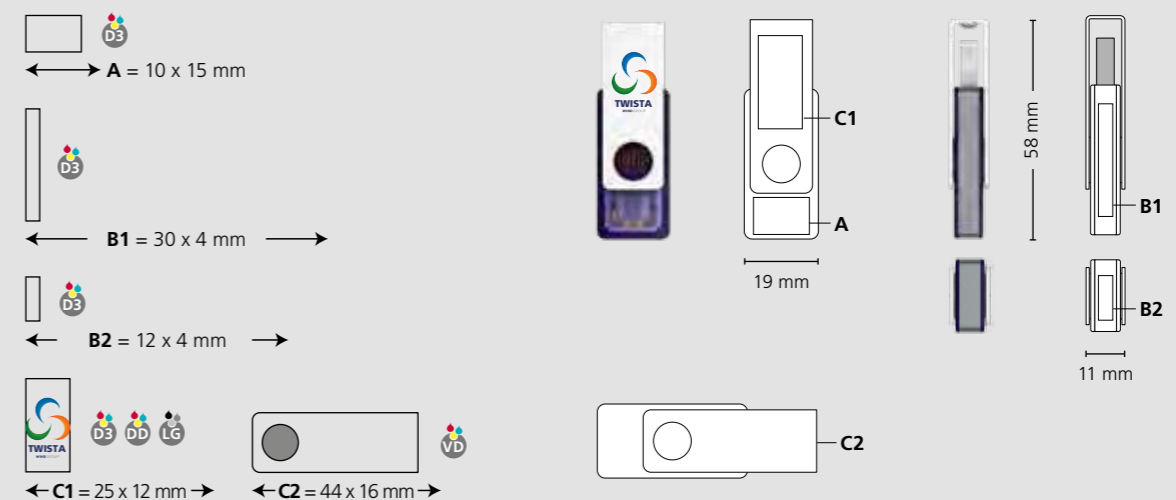 D3
A = 10 x 15 mm
D3
B1 = 30 x 4 mm
D3
B2 = 12 x 4 mm
TWISTA
D3 DD LG
C1 = 25 x 12 mm
VD
C2 = 44 x 16 mm
TWISTA
C1
A
19 mm
58 mm
B1
B2
11 mm
C2